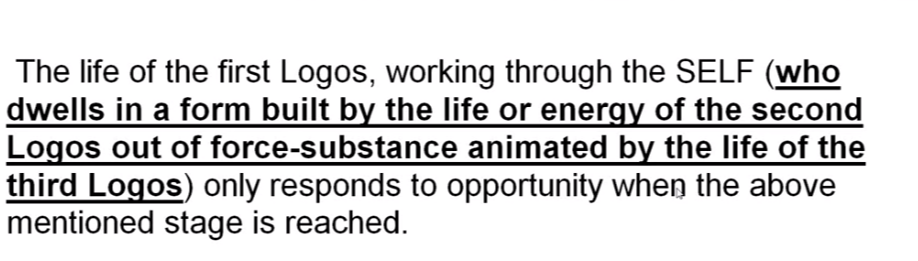 The life of the first Logos, working through the SELF (who
dwells in a form built by the life or energy of the second
Logos out of force-substance animated by the life of the
third Logos) only responds to opportunity when the above
mentioned stage is reached.